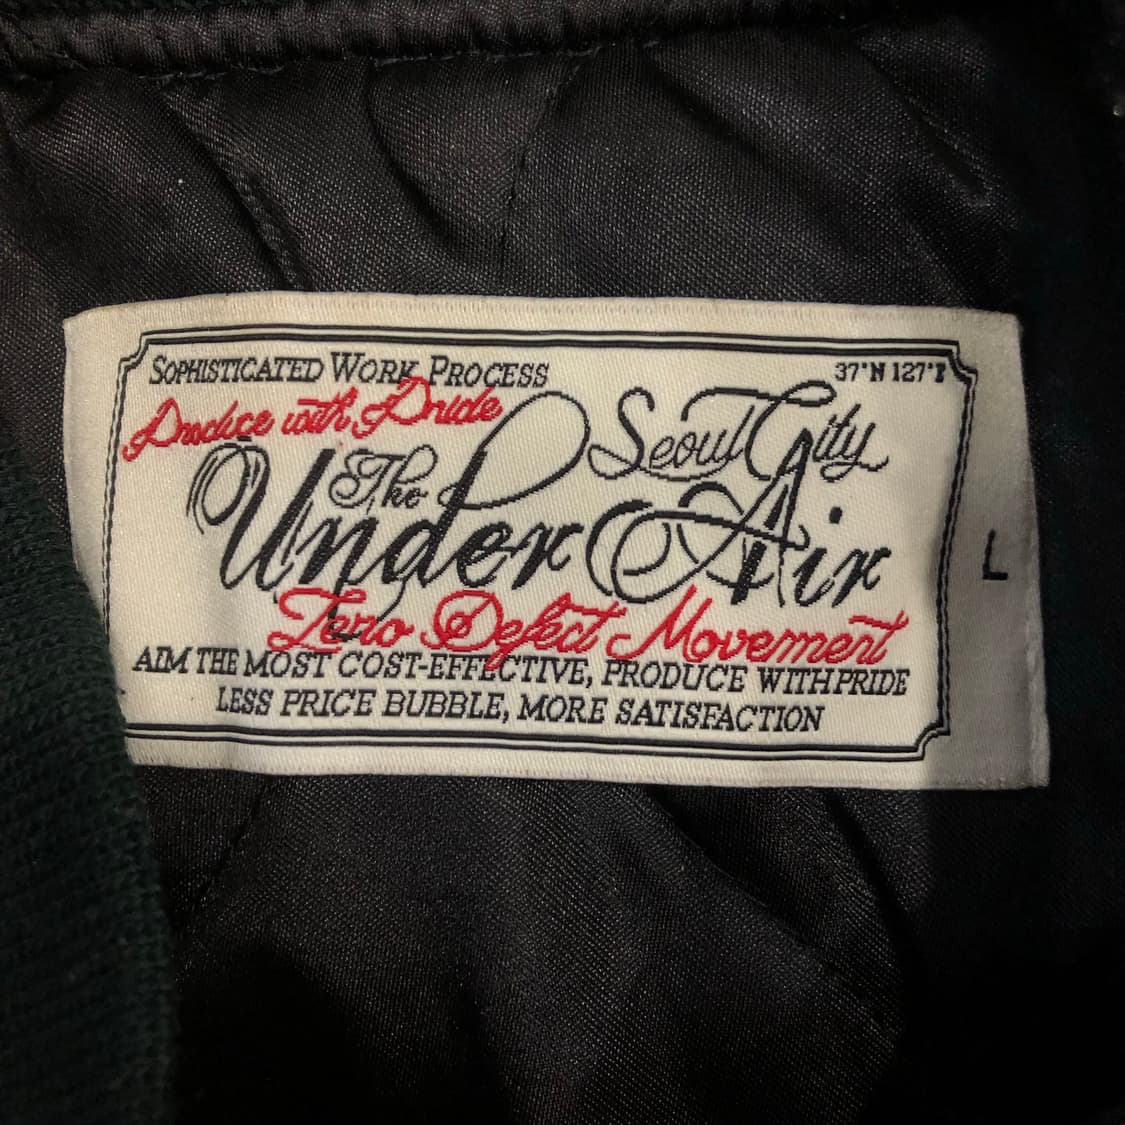 SOPHISTICATED WORK PROCESS
37°N 127°E
Produce with Pride
Seoul City
The
Under Air
L
Zero Defect Movement
AIM THE MOST COST-EFFECTIVE, PRODUCE WITH PRIDE
LESS PRICE BUBBLE, MORE SATISFACTION